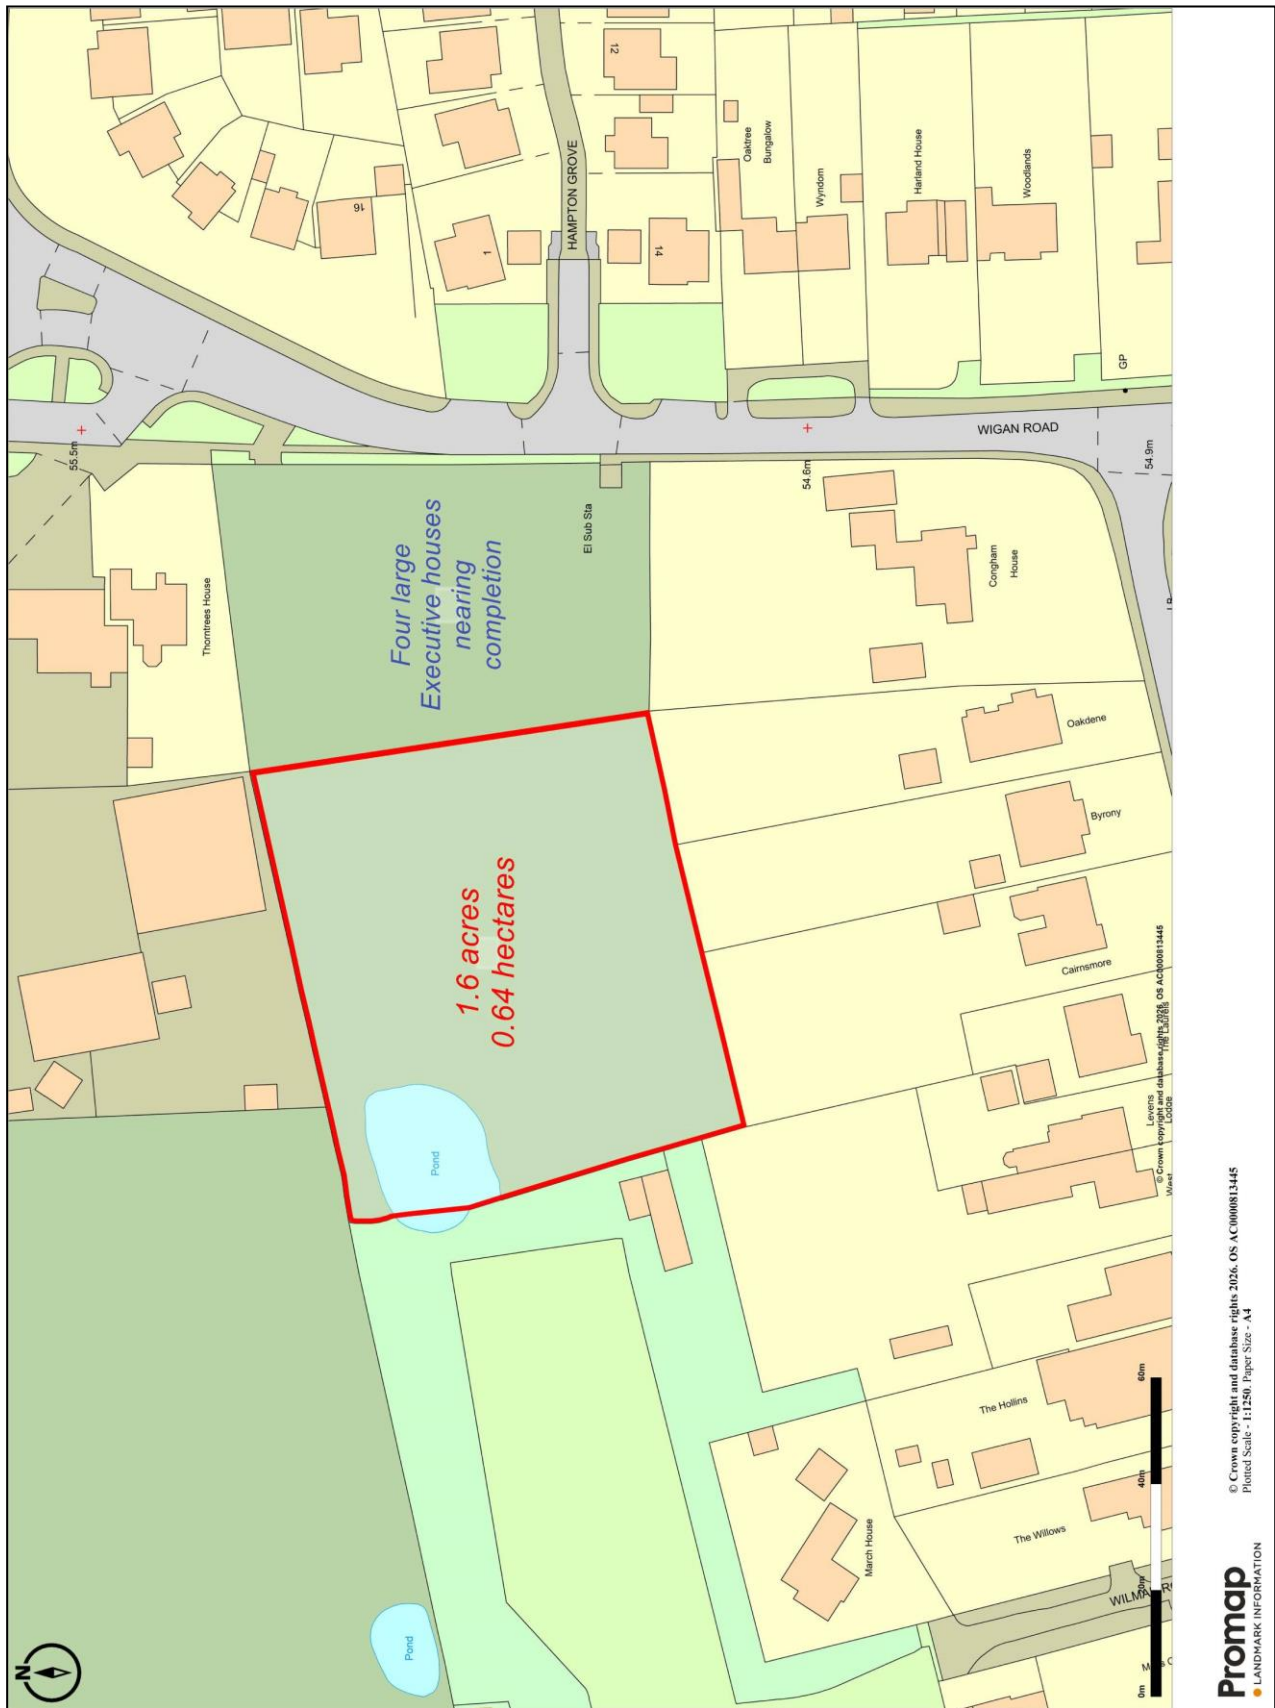 12
HAMPTON GROVE
16
1
14
Oaktree
Bungalow
Wyndom
Harland House
Woodlands
GP
WIGAN ROAD
55.5m
54.6m
54.9m
El Sub Sta
Thorntrees House
Four large
Executive houses
nearing
completion
Congham
House
Oakdene
Byrony
Cairnsmore
1.6 acres
0.64 hectares
Pond
The Laurels
Levens
Lodge
West
© Crown copyright and database rights 2026. OS AC0000813445
The Hollins
The Willows
March House
Pond
N
0m
20m
40m
60m
Promap
LANDMARK INFORMATION
© Crown copyright and database rights 2026. OS AC0000813445
Plotted Scale - 1:1250. Paper Size - A4